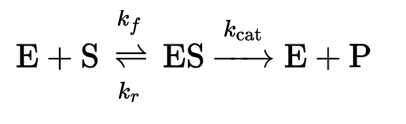 k_f k_cat
E + S ⇌ ES ⟶ E + P
k_r